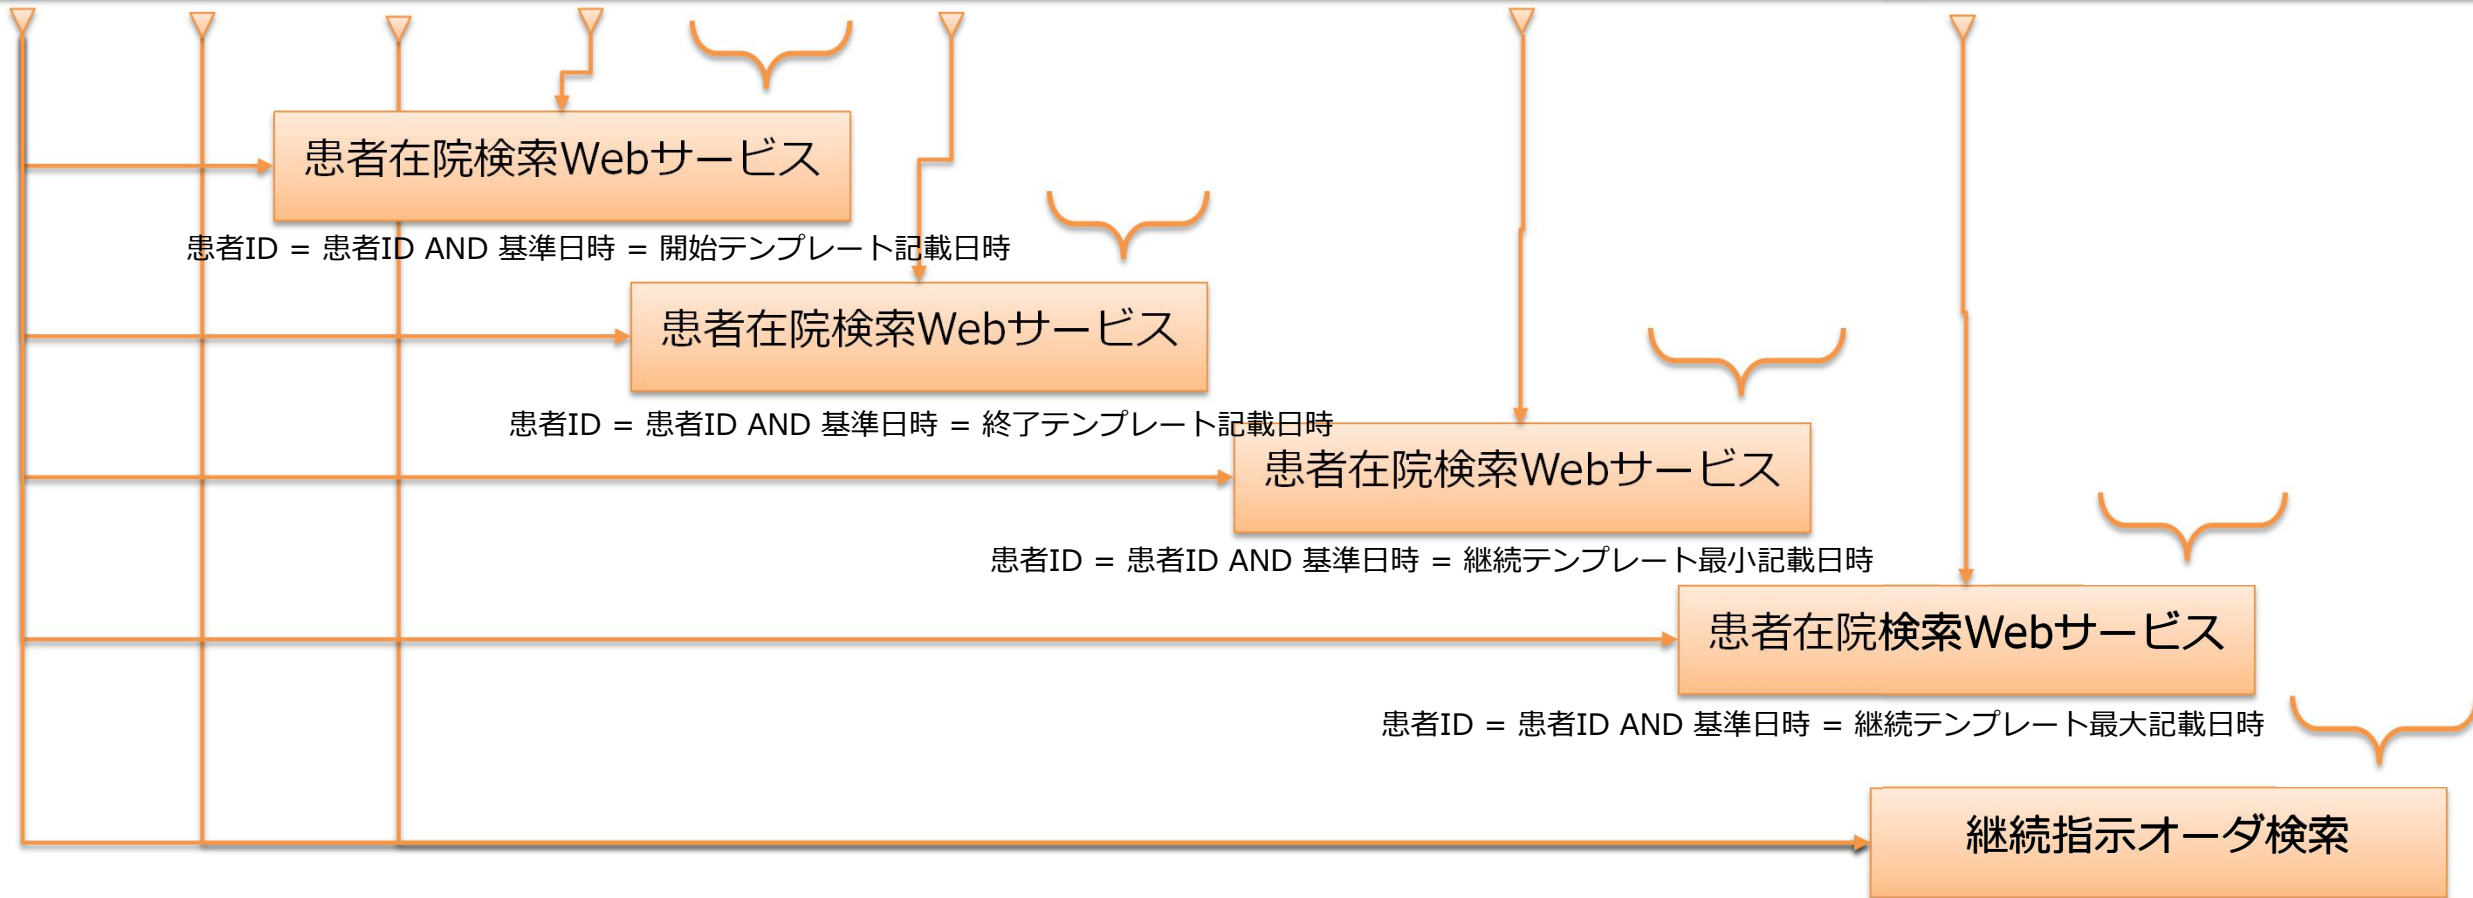 患者在院検索Webサービス
患者ID = 患者ID AND 基準日時 = 開始テンプレート記載日時
患者在院検索Webサービス
患者ID = 患者ID AND 基準日時 = 終了テンプレート記載日時
患者在院検索Webサービス
患者ID = 患者ID AND 基準日時 = 継続テンプレート最小記載日時
患者在院検索Webサービス
患者ID = 患者ID AND 基準日時 = 継続テンプレート最大記載日時
継続指示オーダ検索